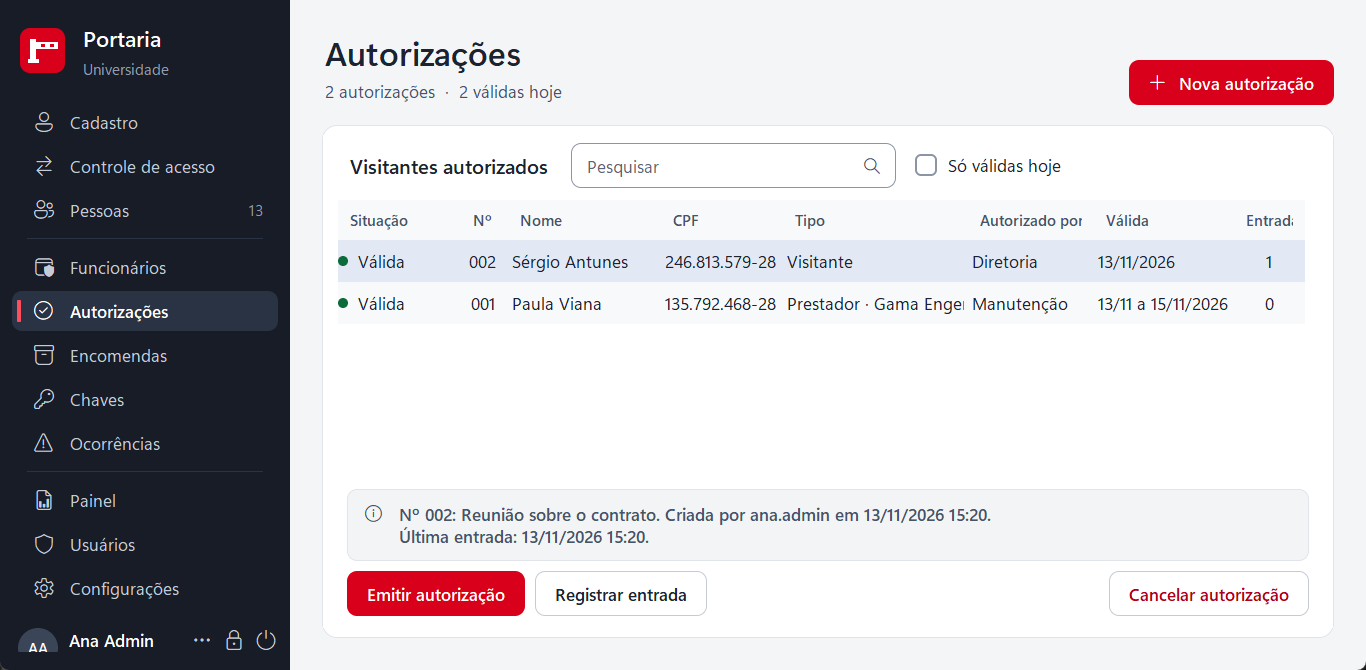 Portaria
Universidade
Cadastro
Controle de acesso
Pessoas 13
Funcionários
Autorizações
Encomendas
Chaves
Ocorrências
Painel
Usuários
Configurações
AA Ana Admin
Autorizações
2 autorizações · 2 válidas hoje
+ Nova autorização
Visitantes autorizados Pesquisar Só válidas hoje
Situação Nº Nome CPF Tipo Autorizado por Válida Entrada
Válida 002 Sérgio Antunes 246.813.579-28 Visitante Diretoria 13/11/2026 1
Válida 001 Paula Viana 135.792.468-28 Prestador · Gama Enge Manutenção 13/11 a 15/11/2026 0
Nº 002: Reunião sobre o contrato. Criada por ana.admin em 13/11/2026 15:20.
Última entrada: 13/11/2026 15:20.
Emitir autorização Registrar entrada Cancelar autorização